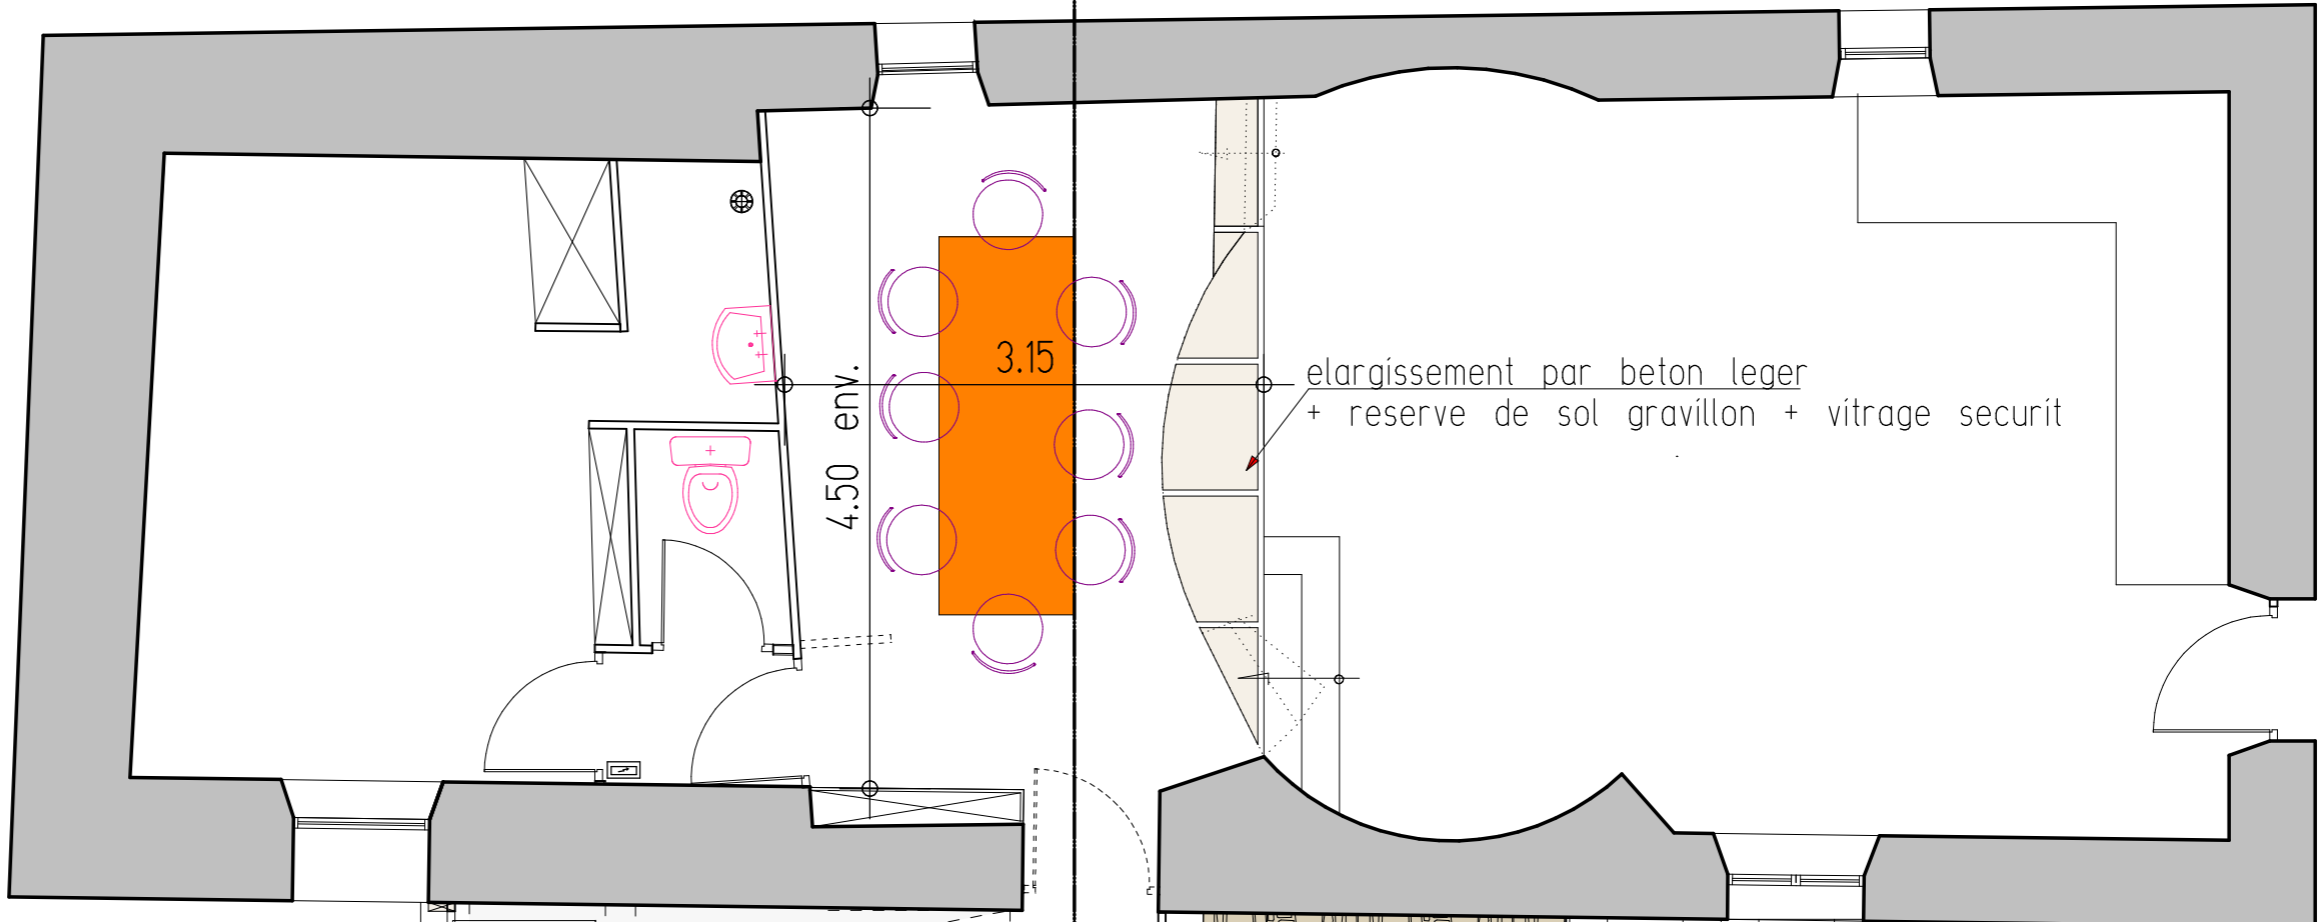 3.15
4.50 env.
elargissement par beton leger
+ reserve de sol gravillon + vitrage securit